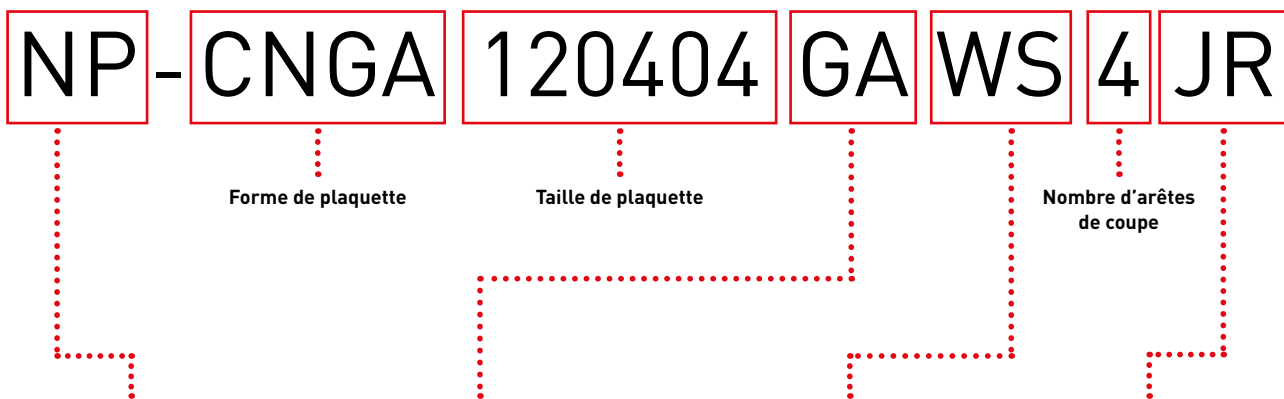 NP-CNGA 120404 GA WS 4 JR
Forme de plaquette
Taille de plaquette
Nombre d'arêtes
de coupe